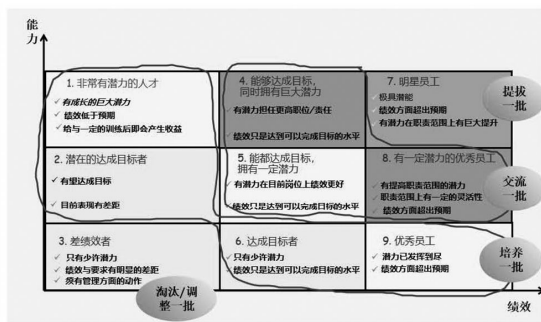 能
力
1. 非常有潜力的人才
有成长的巨大潜力
绩效低于预期
给与一定的训练后即会产生收益
4. 能够达成目标，
同时拥有巨大潜力
有潜力担任更高职位/责任
绩效只是达到可以完成目标的水平
7. 明星员工
极具潜能
绩效方面超出预期
有潜力在职责范围上有巨大提升
提拔
一批
2. 潜在的达成目标者
有望达成目标
目前表现有差距
5. 能都达成目标，
拥有一定潜力
有潜力在目前岗位上绩效更好
绩效只是达到可以完成目标的水平
8. 有一定潜力的优秀员工
有提高职责范围的潜力
职责范围上有一定的灵活性
绩效方面超出预期
交流
一批
3. 差绩效者
只有少许潜力
绩效与要求有明显的差距
须有管理方面的动作
6. 达成目标者
只有少许潜力
绩效只是达到可以完成目标的水平
9. 优秀员工
潜力已发挥到尽
绩效方面超出预期
培养
一批
淘汰/调
整一批
绩效